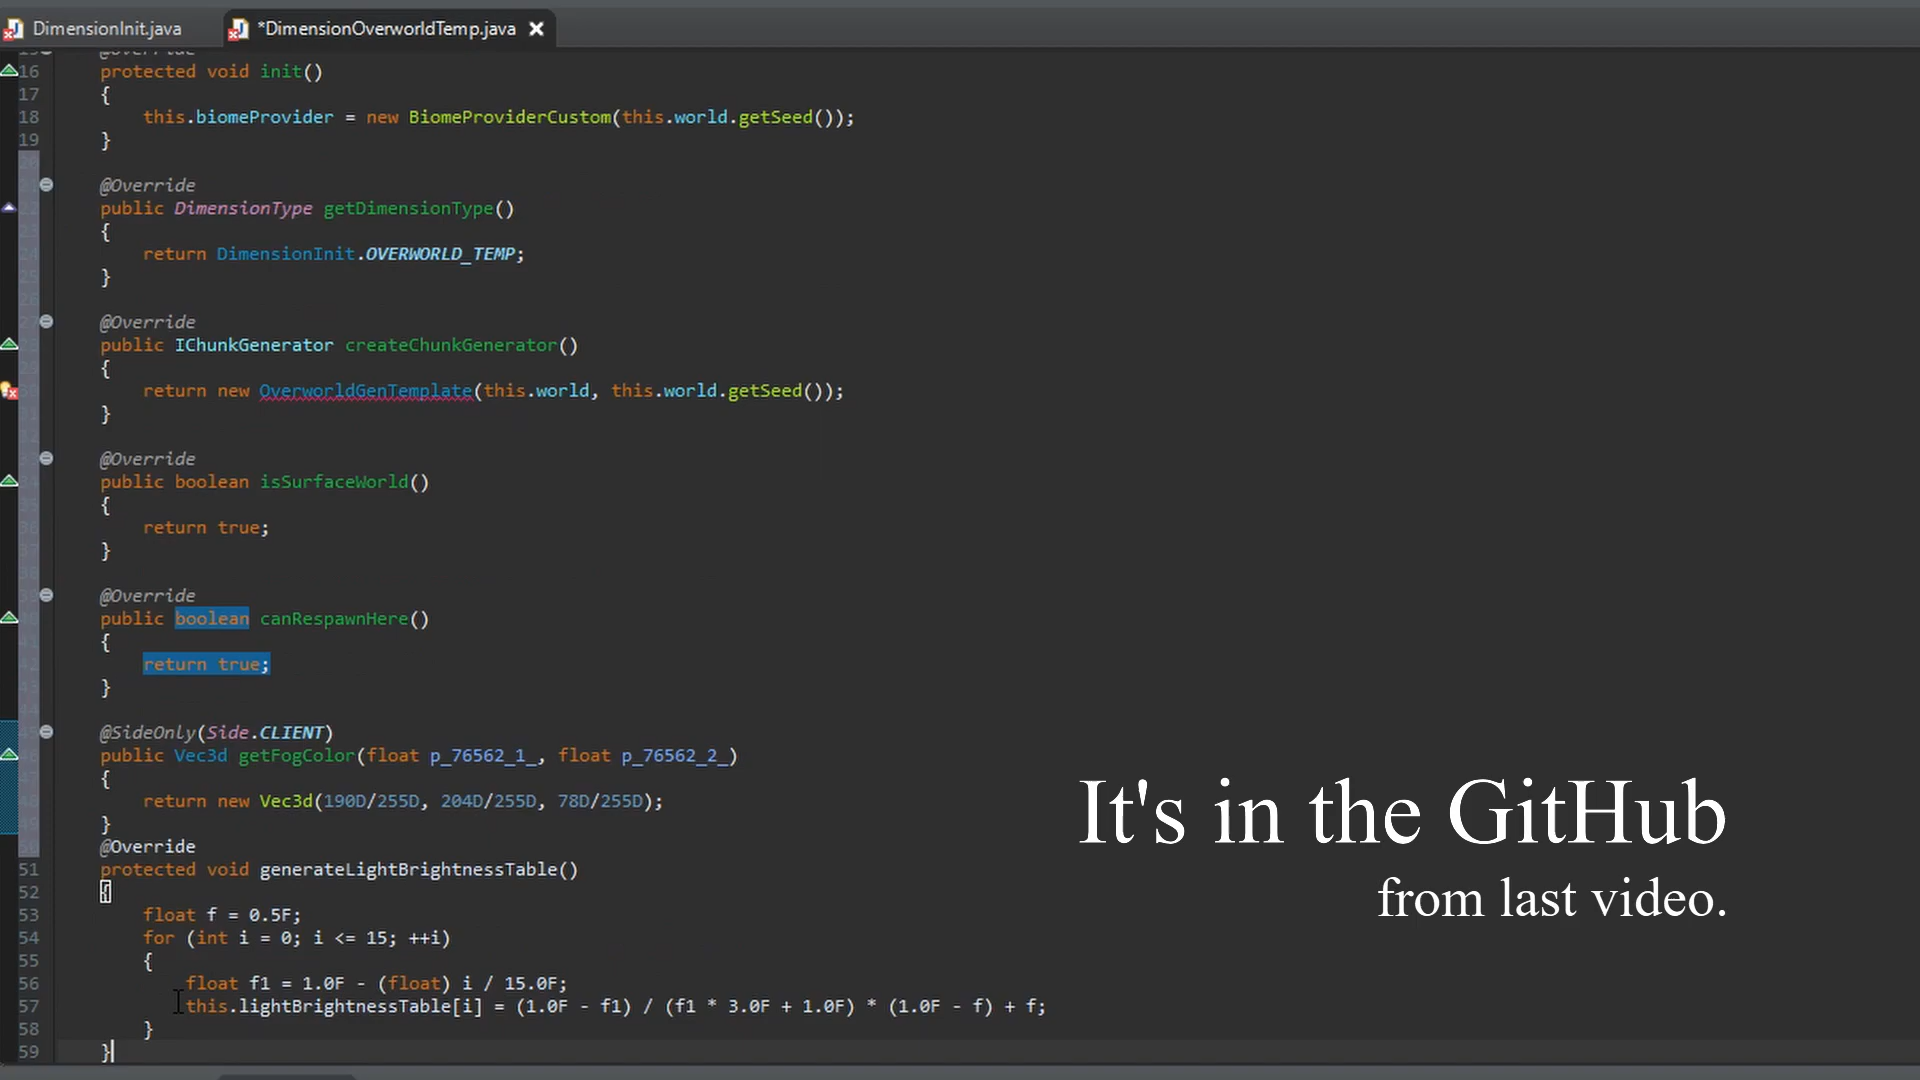 DimensionInit.java
*DimensionOverworldTemp.java
@Override
16 protected void init()
17 {
18 this.biomeProvider = new BiomeProviderCustom(this.world.getSeed());
19 }
@Override
public DimensionType getDimensionType()
{
return DimensionInit.OVERWORLD_TEMP;
}
@Override
public IChunkGenerator createChunkGenerator()
{
return new OverworldGenTemplate(this.world, this.world.getSeed());
}
@Override
public boolean isSurfaceWorld()
{
return true;
}
@Override
public boolean canRespawnHere()
{
return true;
}
@SideOnly(Side.CLIENT)
public Vec3d getFogColor(float p_76562_1_, float p_76562_2_)
{
return new Vec3d(190D/255D, 204D/255D, 78D/255D);
}
@Override
51 protected void generateLightBrightnessTable()
52 {
53 float f = 0.5F;
54 for (int i = 0; i <= 15; ++i)
55 {
56 float f1 = 1.0F - (float) i / 15.0F;
57 this.lightBrightnessTable[i] = (1.0F - f1) / (f1 * 3.0F + 1.0F) * (1.0F - f) + f;
58 }
59 }
It's in the GitHub
from last video.